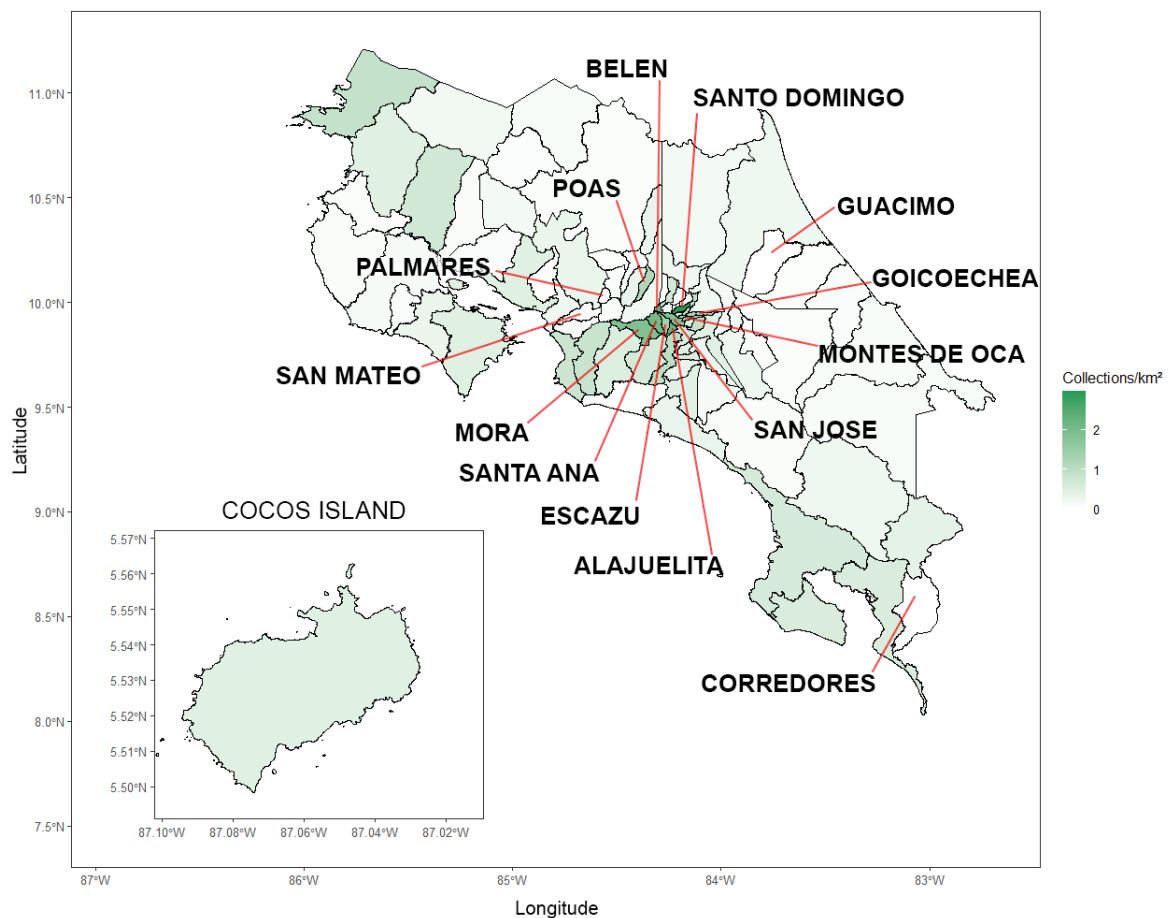 BELEN
SANTO DOMINGO
POAS
GUACIMO
PALMARES
GOICOECHEA
SAN MATEO
MONTES DE OCA
MORA
SAN JOSE
SANTA ANA
ESCAZU
ALAJUELITA
CORREDORES
COCOS ISLAND
5.57°N
5.56°N
5.55°N
5.54°N
5.53°N
5.52°N
5.51°N
5.50°N
87.10°W 87.08°W 87.06°W 87.04°W 87.02°W
Latitude
11.0°N
10.5°N
10.0°N
9.5°N
9.0°N
8.5°N
8.0°N
7.5°N
87°W 86°W 85°W 84°W 83°W
Longitude
Collections/km²
2
1
0